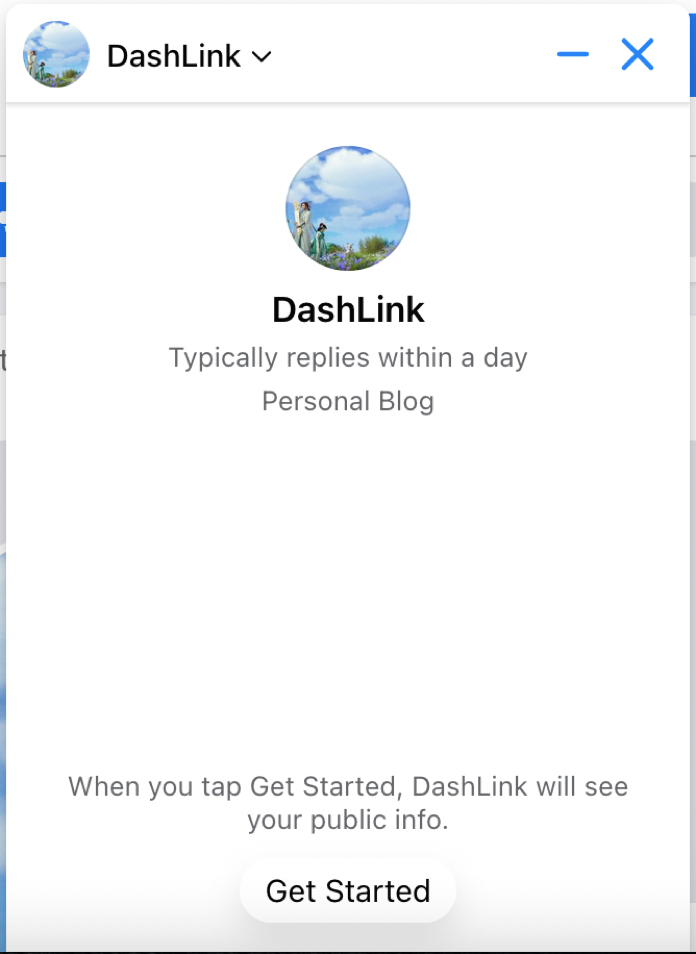 DashLink
DashLink
Typically replies within a day
Personal Blog
When you tap Get Started, DashLink will see
your public info.
Get Started